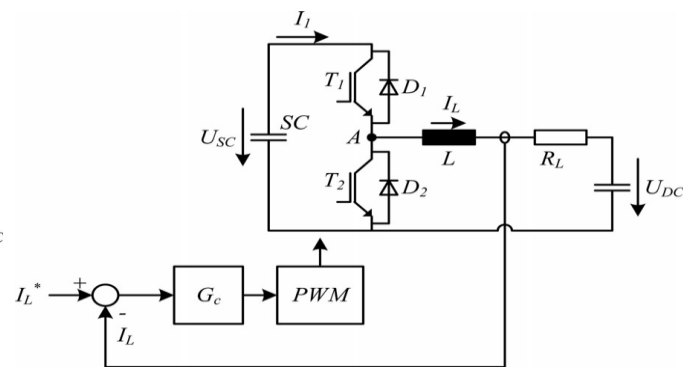 I1
T1
D1
USC
SC
A
IL
L
RL
T2
D2
UDC
C
IL*
+
-
Gc
PWM
IL